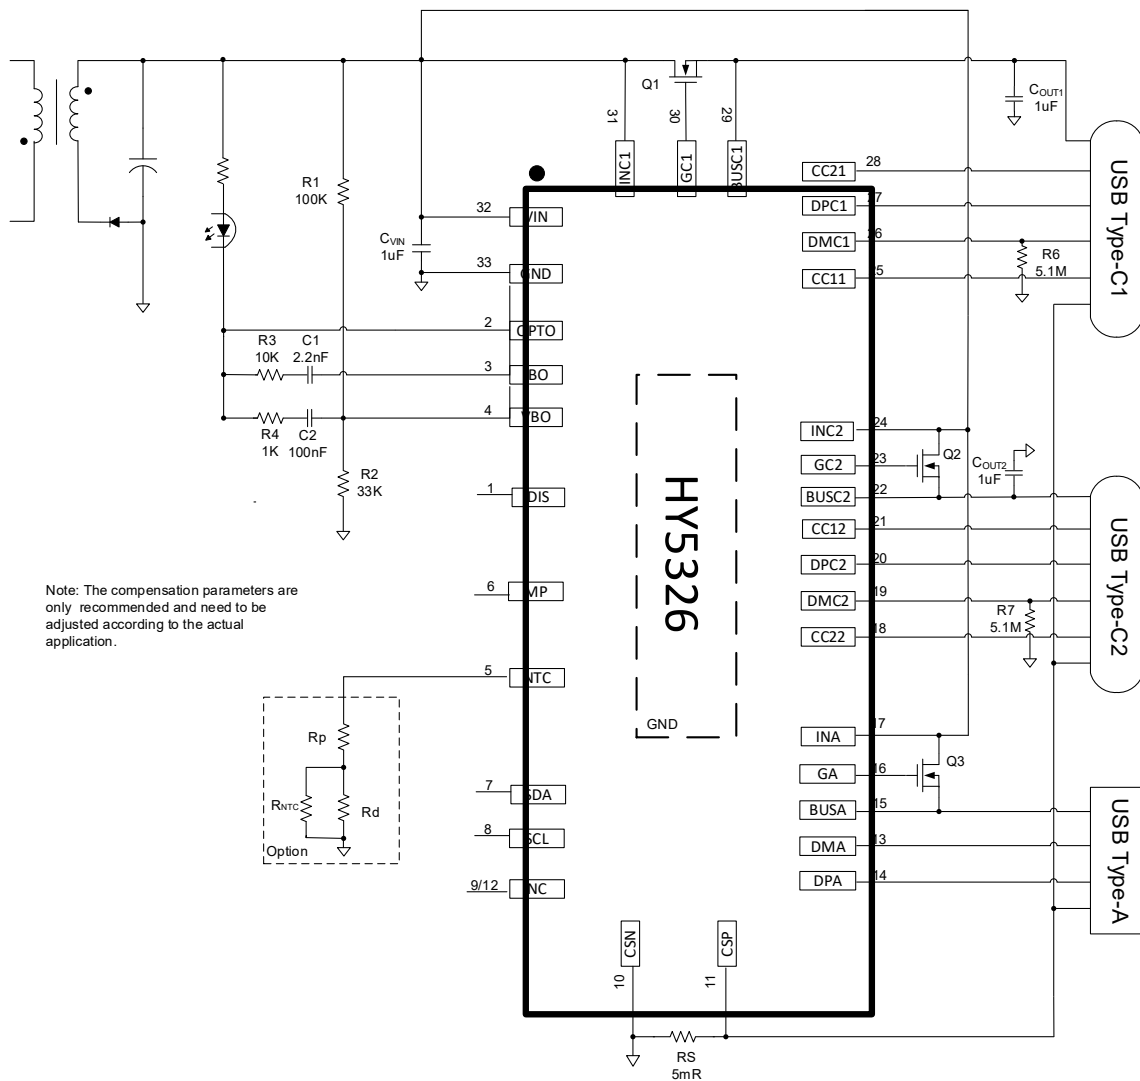 Q1
31
30
29
INC1
GC1
BUSC1
COUT1
1uF
USB Type-C1
CC21
28
DPC1
27
DMC1
26
CC11
25
R6
5.1M
R1
100K
32
VIN
CVIN
1uF
33
GND
2
OPTO
R3
10K
C1
2.2nF
3
IBO
4
VBO
R4
1K
C2
100nF
R2
33K
1
DIS
6
MP
Note: The compensation parameters are
only recommended and need to be
adjusted according to the actual
application.
5
NTC
Rp
RNTC
Rd
Option
7
SDA
8
SCL
9/12
NC
HY5326
GND
INC2
24
GC2
23
Q2
COUT2
1uF
BUSC2
22
CC12
21
DPC2
20
DMC2
19
CC22
18
R7
5.1M
USB Type-C2
INA
17
GA
16
Q3
BUSA
15
DMA
13
DPA
14
USB Type-A
CSN
CSP
10
11
RS
5mR